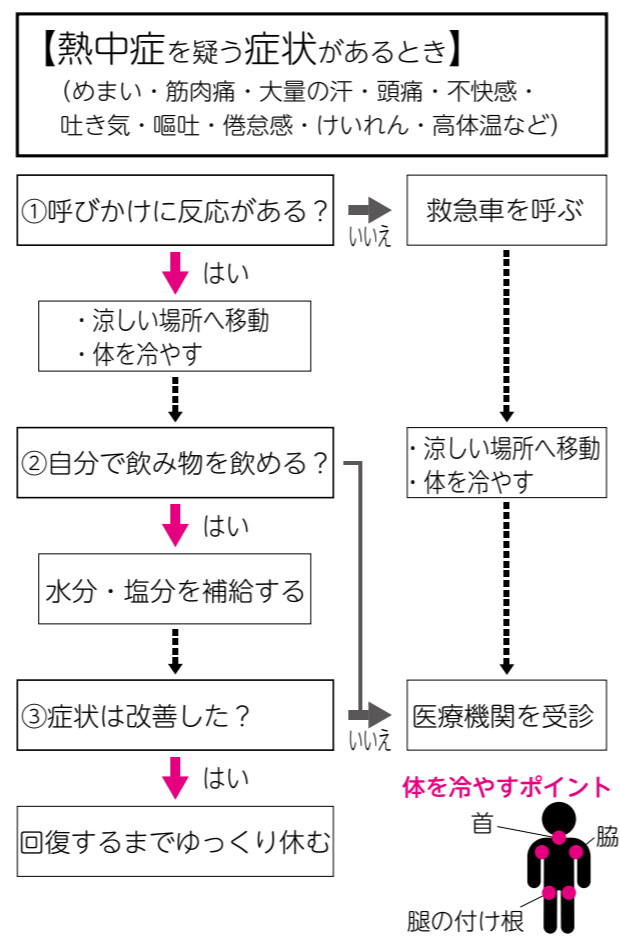 【熱中症を疑う症状があるとき】
（めまい・筋肉痛・大量の汗・頭痛・不快感・
吐き気・嘔吐・倦怠感・けいれん・高体温など）
①呼びかけに反応がある？
いいえ
救急車を呼ぶ
はい
・涼しい場所へ移動
・体を冷やす
②自分で飲み物を飲める？
・涼しい場所へ移動
・体を冷やす
はい
水分・塩分を補給する
③症状は改善した？
いいえ
医療機関を受診
はい
回復するまでゆっくり休む
体を冷やすポイント
首
脇
腿の付け根